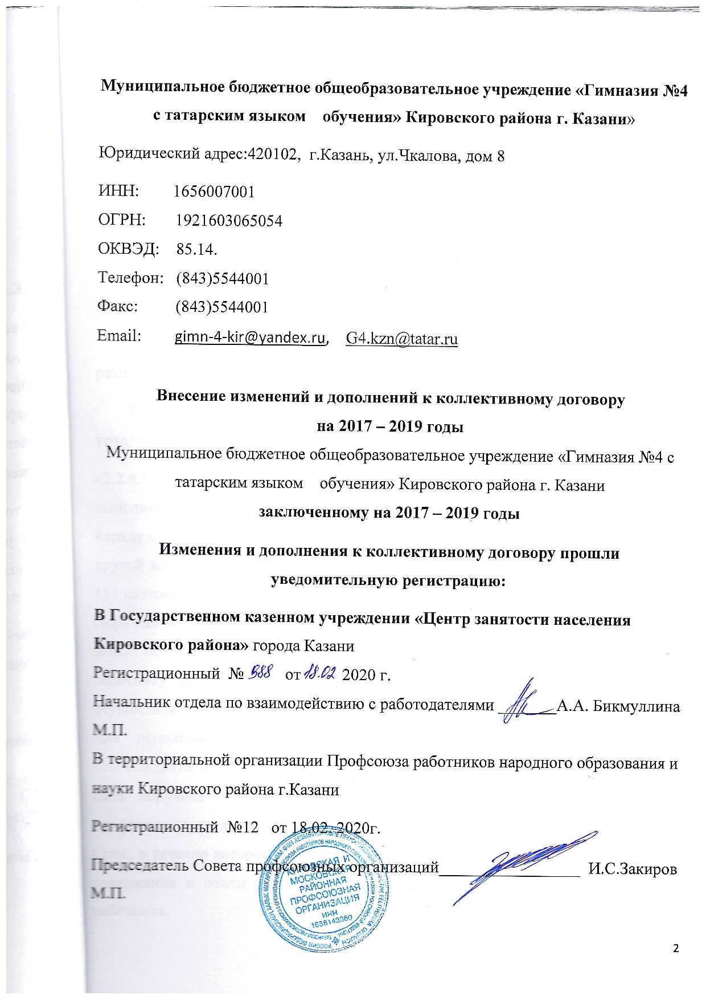 Муниципальное бюджетное общеобразовательное учреждение «Гимназия №4
с татарским языком обучения» Кировского района г. Казани»
Юридический адрес:420102, г.Казань, ул.Чкалова, дом 8
ИНН: 1656007001
ОГРН: 1921603065054
ОКВЭД: 85.14.
Телефон: (843)5544001
Факс: (843)5544001
Email: gimn-4-kir@yandex.ru, G4.kzn@tatar.ru
Внесение изменений и дополнений к коллективному договору
на 2017 – 2019 годы
Муниципальное бюджетное общеобразовательное учреждение «Гимназия №4 с
татарским языком обучения» Кировского района г. Казани
заключенному на 2017 – 2019 годы
Изменения и дополнения к коллективному договору прошли
уведомительную регистрацию:
В Государственном казенном учреждении «Центр занятости населения
Кировского района» города Казани
Регистрационный № от 18.02 2020 г.
Начальник отдела по взаимодействию с работодателями А.А. Бикмуллина
М.П.
В территориальной организации Профсоюза работников народного образования и
науки Кировского района г.Казани
Регистрационный №12 от 18.02. 2020г.
Председатель Совета профсоюзных организаций И.С.Закиров
М.П.
КИРОВСКАЯ И
МОСКОВСКАЯ
РАЙОННАЯ
ПРОФСОЮЗНАЯ
ОРГАНИЗАЦИЯ
ИНН
1658143360
2